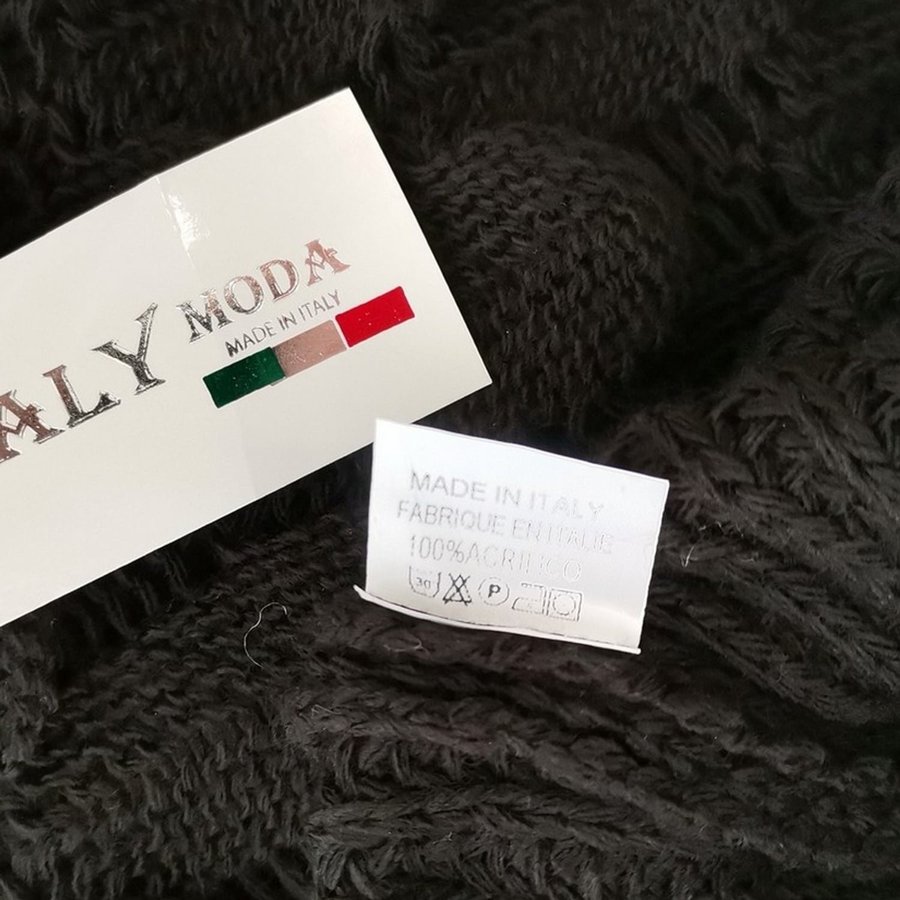 ALY MODA
MADE IN ITALY
MADE IN ITALY
FABRIQUE EN ITALIE
100%ACRILICO
30 P